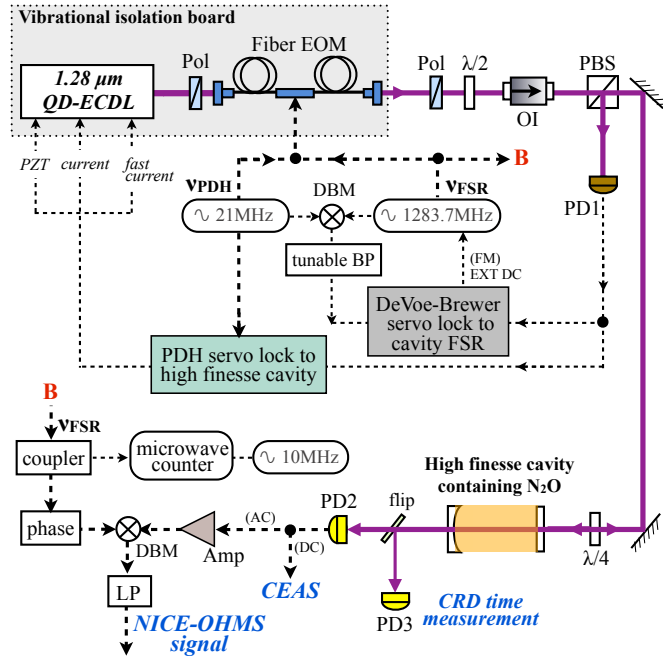 Vibrational isolation board
1.28 μm
QD-ECDL
Pol
Fiber EOM
Pol
λ/2
OI
PBS
PZT
current
fast
current
B
PD1
νPDH
DBM
νFSR
∿ 21MHz
∿ 1283.7MHz
tunable BP
(FM)
EXT DC
DeVoe-Brewer
servo lock to
cavity FSR
PDH servo lock to
high finesse cavity
B
νFSR
coupler
microwave
counter
∿ 10MHz
High finesse cavity
containing N₂O
phase
DBM
Amp
(AC)
(DC)
PD2
flip
λ/4
LP
CEAS
PD3
CRD time
measurement
NICE-OHMS
signal